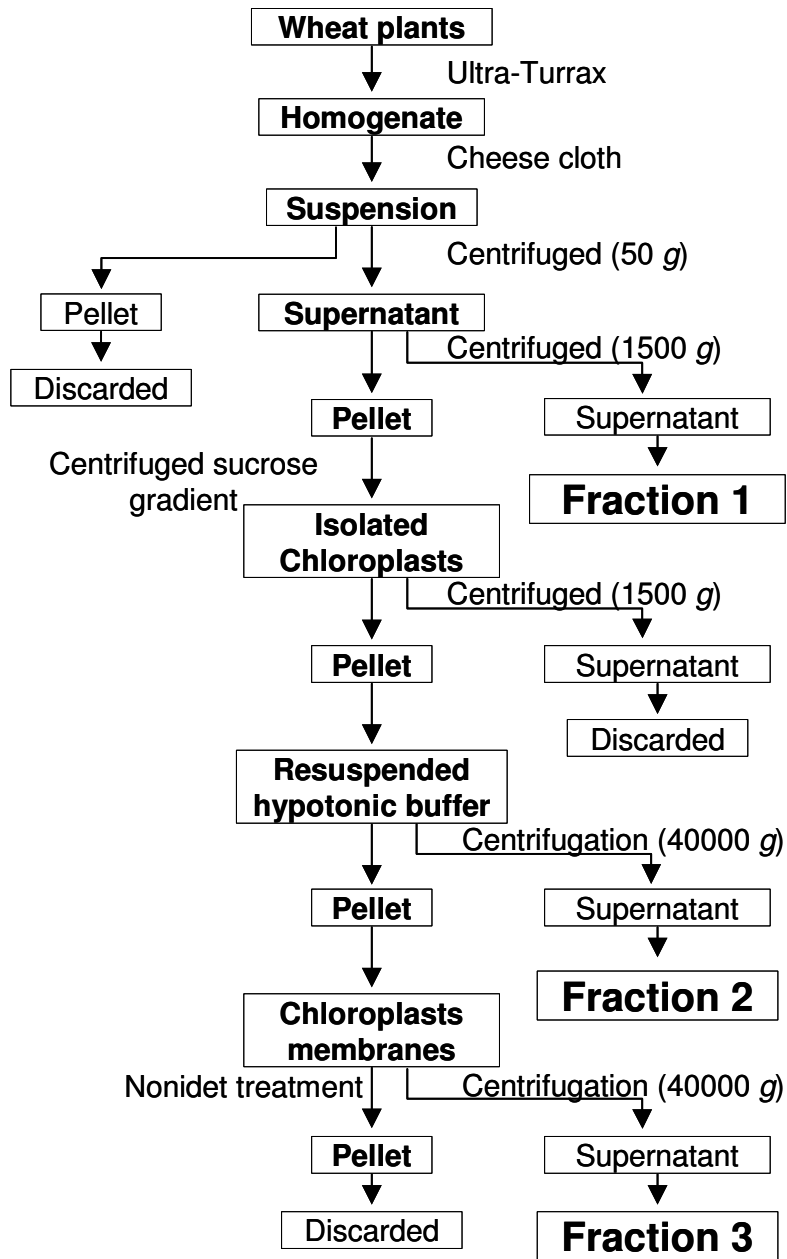 Wheat plants
Ultra-Turrax
Homogenate
Cheese cloth
Suspension
Centrifuged (50 g)
Pellet
Supernatant
Discarded
Centrifuged (1500 g)
Pellet
Supernatant
Centrifuged sucrose
gradient
Fraction 1
Isolated
Chloroplasts
Centrifuged (1500 g)
Pellet
Supernatant
Discarded
Resuspended
hypotonic buffer
Centrifugation (40000 g)
Pellet
Supernatant
Fraction 2
Chloroplasts
membranes
Nonidet treatment
Centrifugation (40000 g)
Pellet
Supernatant
Discarded
Fraction 3